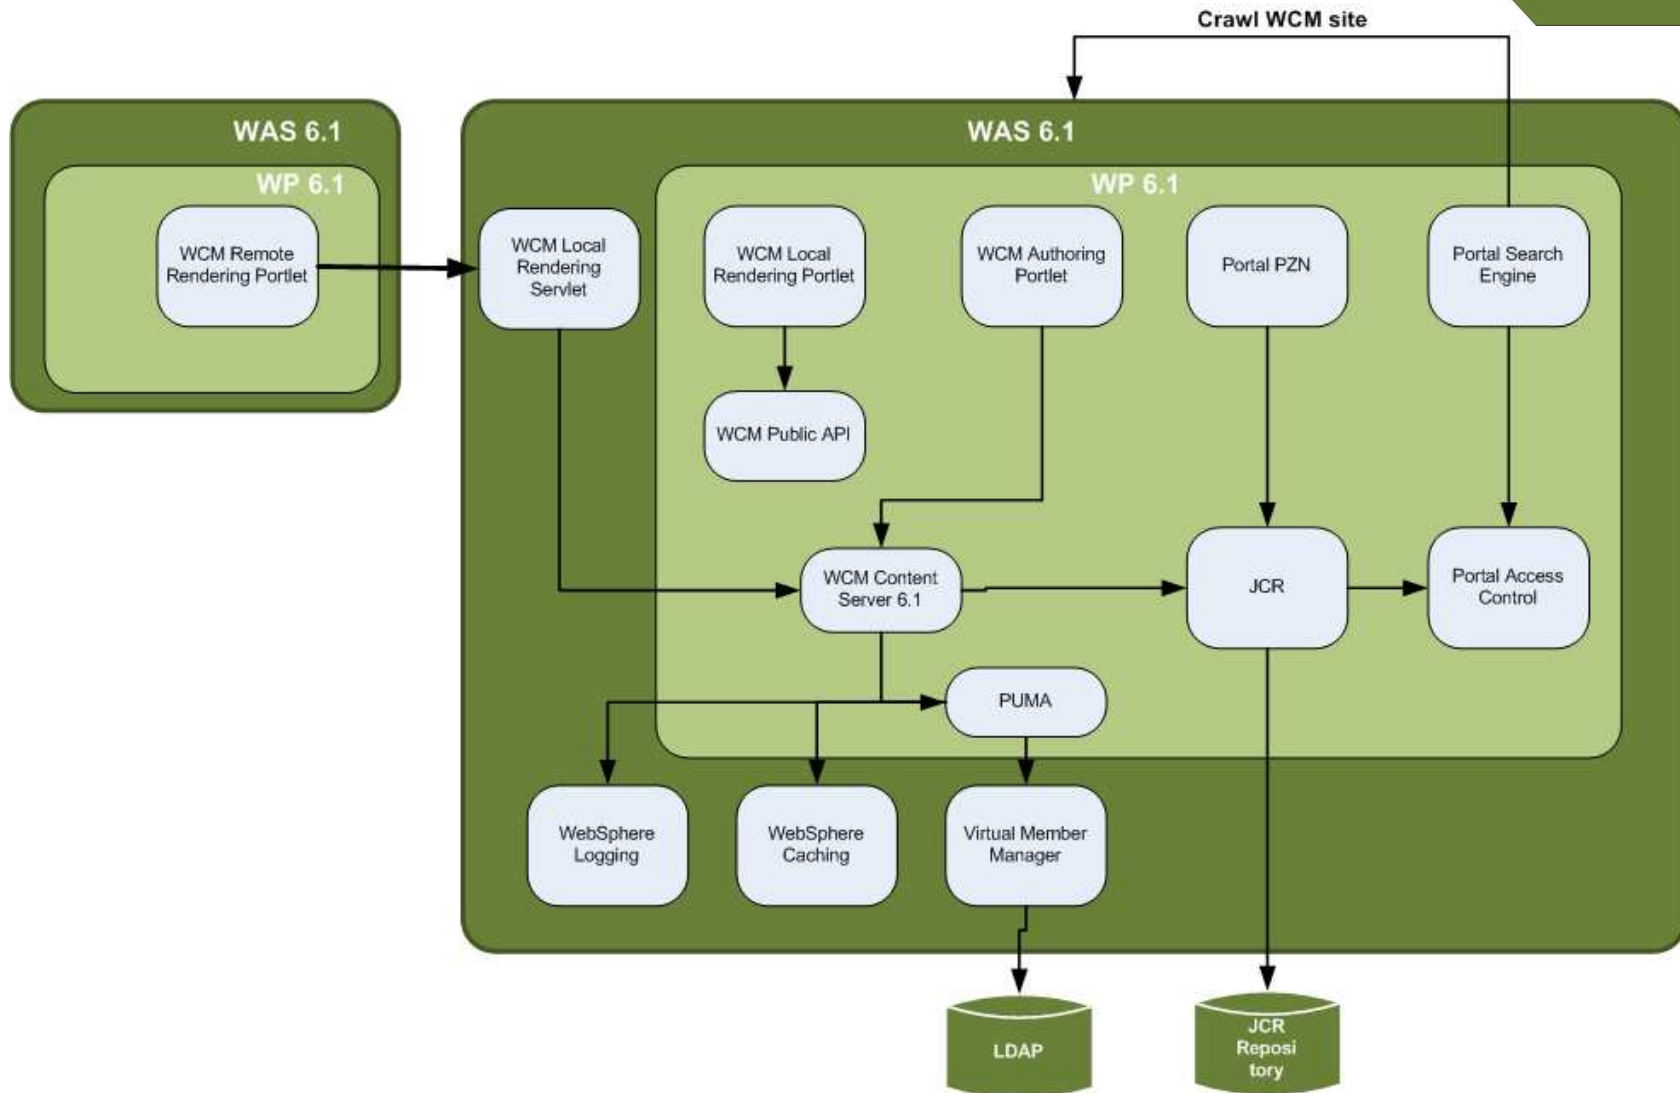 Crawl WCM site
WAS 6.1
WAS 6.1
WP 6.1
WP 6.1
WCM Remote
Rendering Portlet
WCM Local
Rendering
Servlet
WCM Local
Rendering Portlet
WCM Authoring
Portlet
Portal PZN
Portal Search
Engine
WCM Public API
WCM Content
Server 6.1
JCR
Portal Access
Control
PUMA
WebSphere
Logging
WebSphere
Caching
Virtual Member
Manager
LDAP
JCR
Reposi
tory